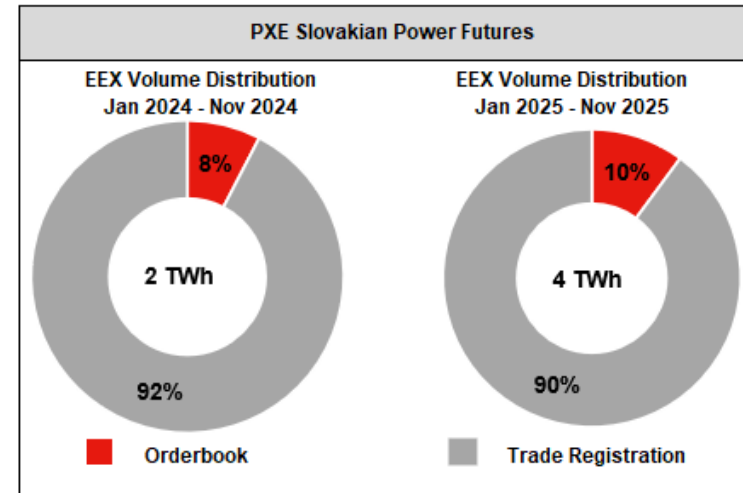 PXE Slovakian Power Futures
EEX Volume Distribution
Jan 2024 - Nov 2024
8%
2 TWh
92%
EEX Volume Distribution
Jan 2025 - Nov 2025
10%
4 TWh
90%
Orderbook
Trade Registration